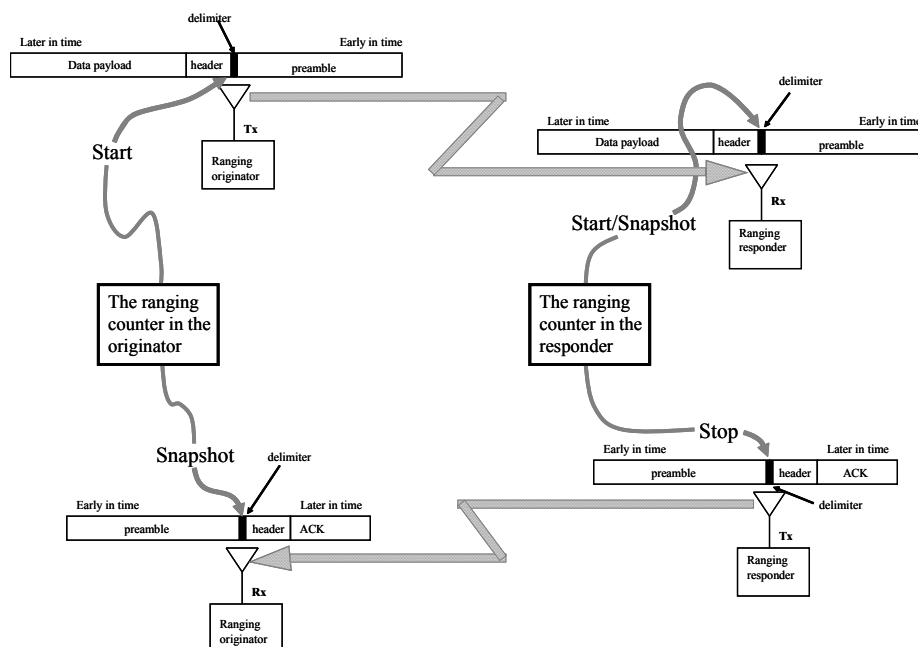 delimiter
Later in time
Early in time
Data payload
header
preamble
Tx
Ranging
originator
Start
delimiter
Later in time
Early in time
Data payload
header
preamble
Rx
Ranging
responder
Start/Snapshot
The ranging
counter in the
originator
The ranging
counter in the
responder
Stop
Early in time
Later in time
preamble
header
ACK
delimiter
Tx
Ranging
responder
Snapshot
delimiter
Early in time
Later in time
preamble
header
ACK
Rx
Ranging
originator